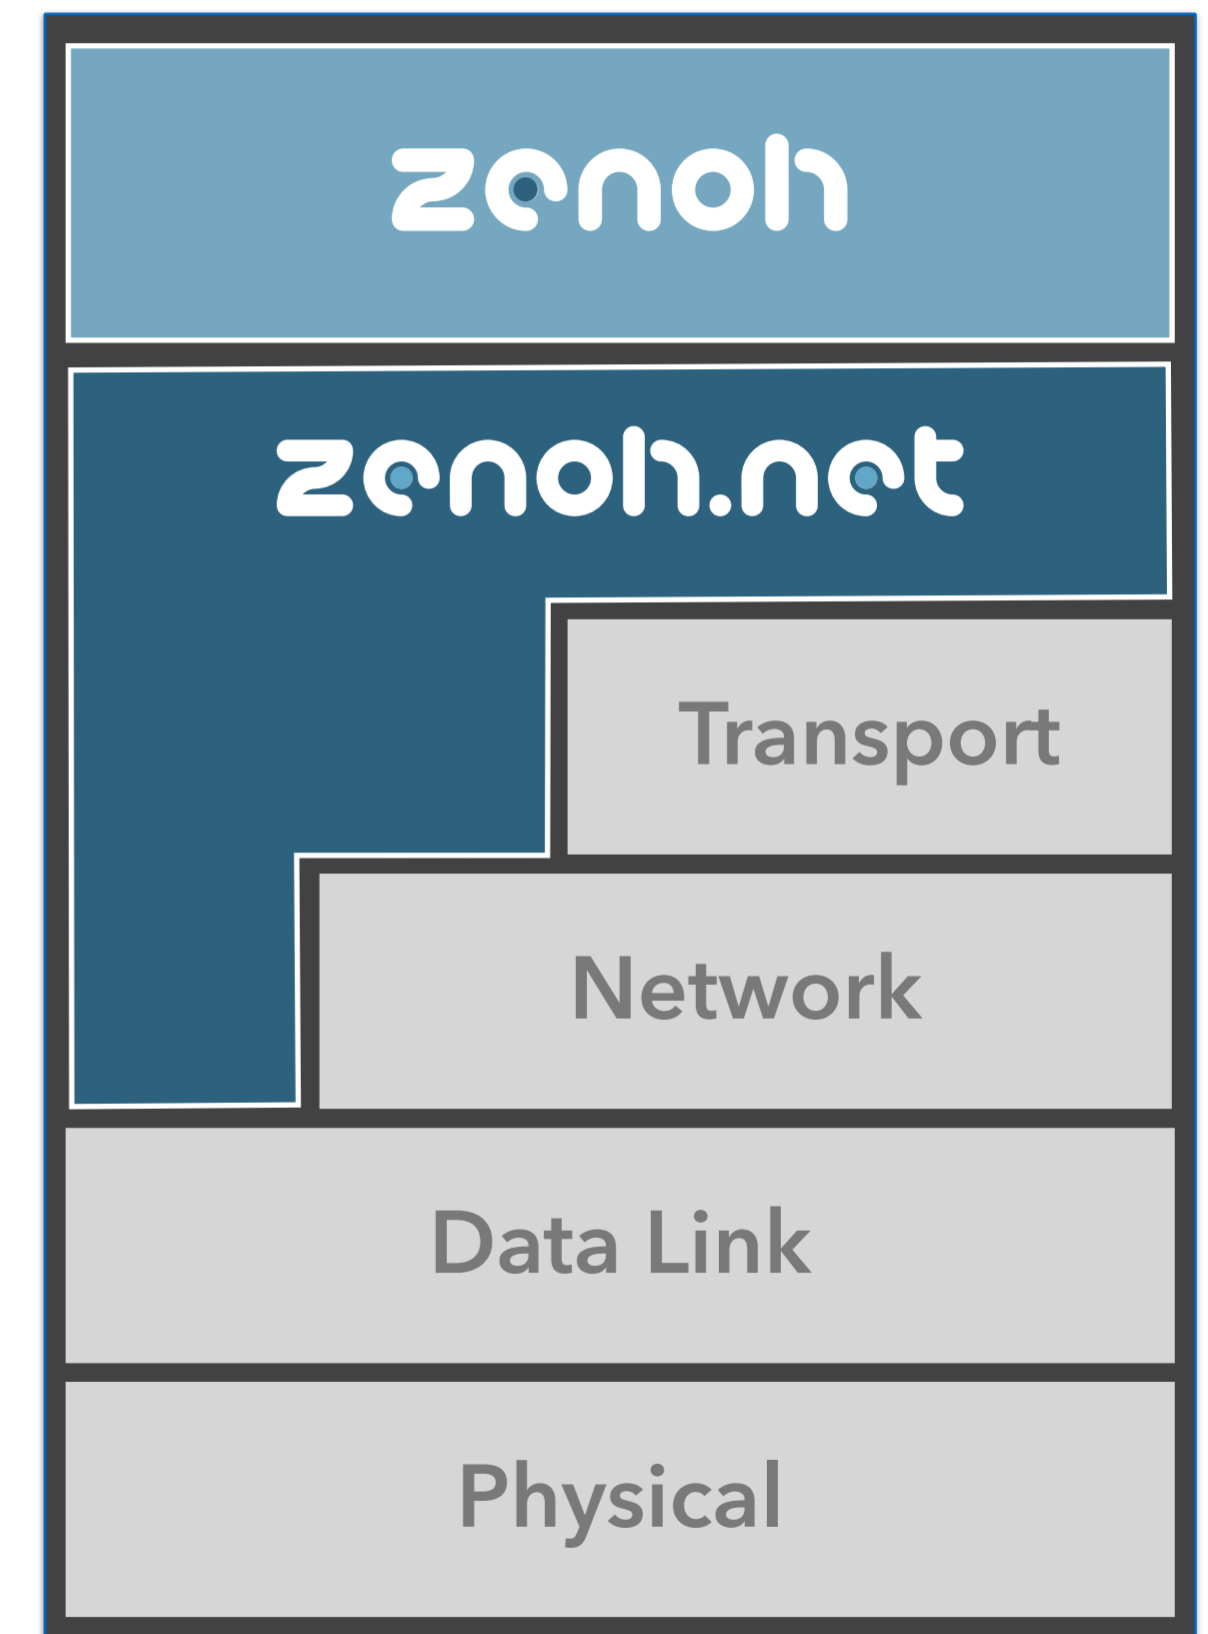 zenoh
zenoh.net
Transport
Network
Data Link
Physical